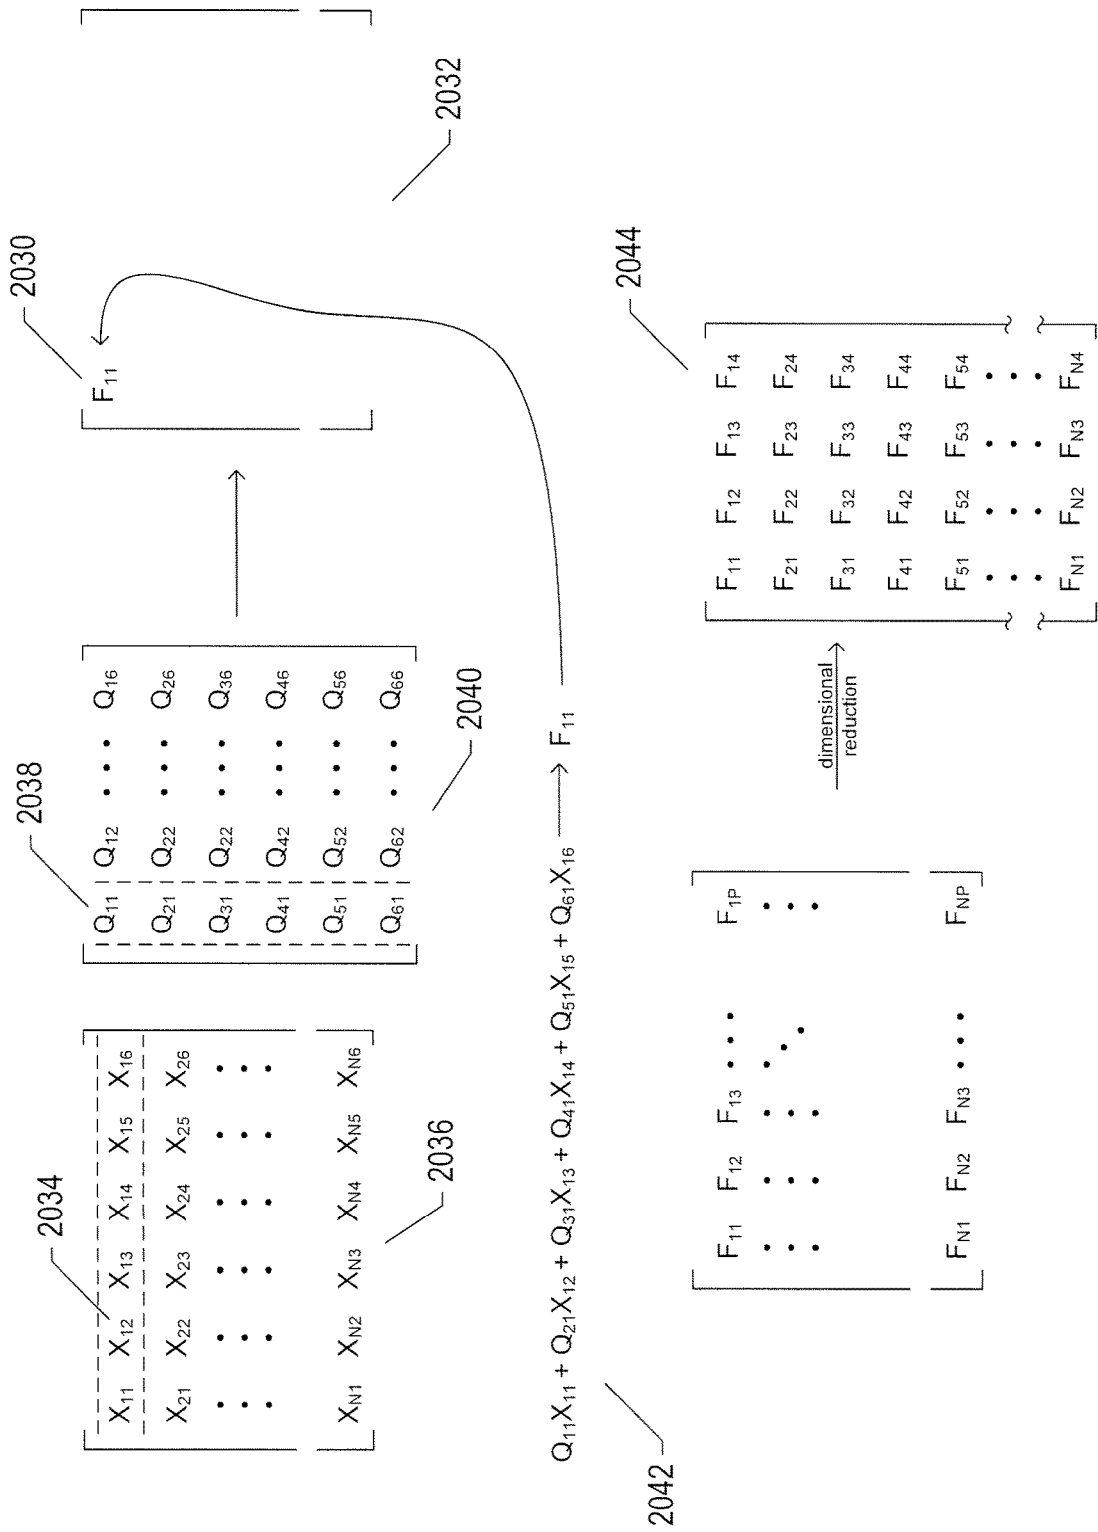 2034
2038
2030
X11 X12 X13 X14 X15 X16
X21 X22 X23 X24 X25 X26
• • • • • •
• • • • • •
• • • • • •
XN1 XN2 XN3 XN4 XN5 XN6
2036
Q11 Q12 • • • Q16
Q21 Q22 • • • Q26
Q31 Q22 • • • Q36
Q41 Q42 • • • Q46
Q51 Q52 • • • Q56
Q61 Q62 • • • Q66
2040
F11
2032
2042
Q11X11 + Q21X12 + Q31X13 + Q41X14 + Q51X15 + Q61X16 → F11
F11 F12 F13 • • • F1P
• • • • •
• • • • •
• • • • •
FN1 FN2 FN3 • • • FNP
dimensional
reduction
2044
F11 F12 F13 F14
F21 F22 F23 F24
F31 F32 F33 F34
F41 F42 F43 F44
F51 F52 F53 F54
• • • •
• • • •
• • • •
FN1 FN2 FN3 FN4